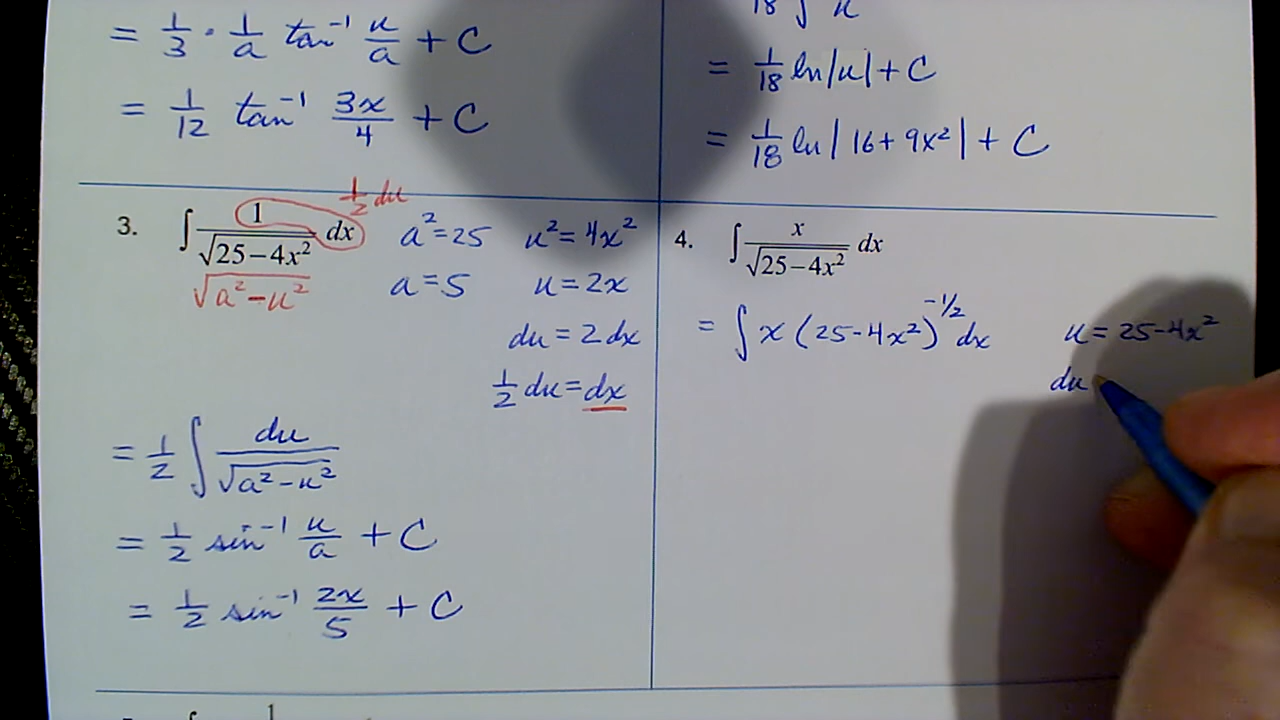 = 1/3 · 1/a tan⁻¹ u/a + C
= 1/12 tan⁻¹ 3x/4 + C
18 ∫ u
= 1/18 ln|u| + C
= 1/18 ln|16 + 9x²| + C
3. ∫ 1/√(25 − 4x²) dx
1/2 du
√(a² − u²)
a² = 25
a = 5
u² = 4x²
u = 2x
du = 2 dx
1/2 du = dx
= 1/2 ∫ du/√(a² − u²)
= 1/2 sin⁻¹ u/a + C
= 1/2 sin⁻¹ 2x/5 + C
4. ∫ x/√(25 − 4x²) dx
= ∫ x (25 − 4x²)^(−1/2) dx
u = 25 − 4x²
du